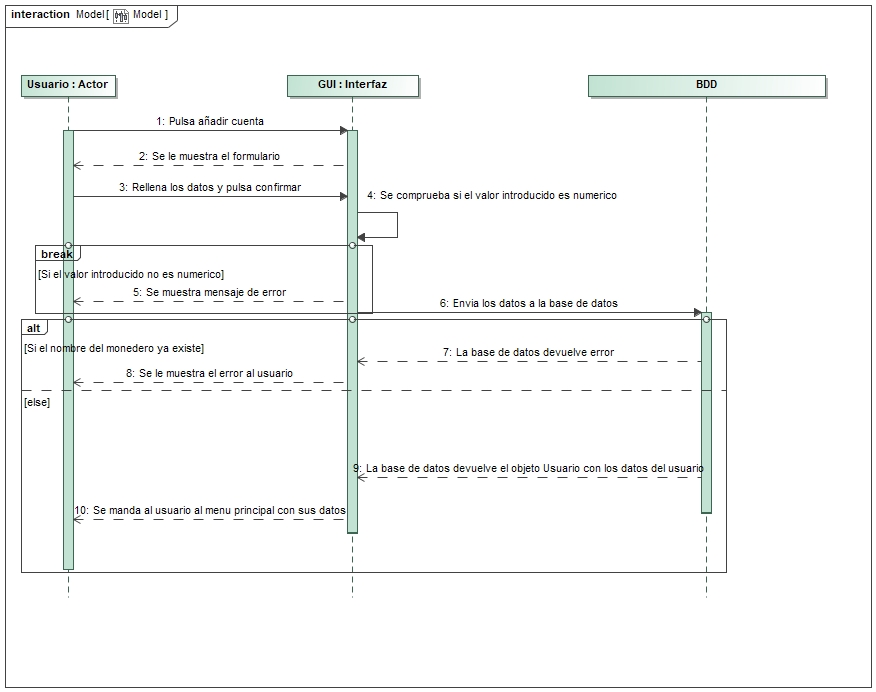 interaction Model [ Model ]
Usuario : Actor
GUI : Interfaz
BDD
1: Pulsa añadir cuenta
2: Se le muestra el formulario
3: Rellena los datos y pulsa confirmar
4: Se comprueba si el valor introducido es numerico
break
[Si el valor introducido no es numerico]
5: Se muestra mensaje de error
6: Envia los datos a la base de datos
alt
[Si el nombre del monedero ya existe]
7: La base de datos devuelve error
8: Se le muestra el error al usuario
[else]
9: La base de datos devuelve el objeto Usuario con los datos del usuario
10: Se manda al usuario al menu principal con sus datos